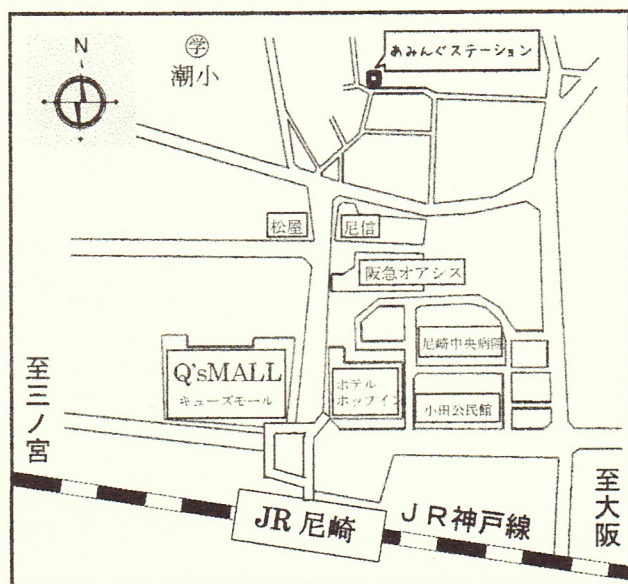 N
学
潮小
あみんぐステーション
松屋
尼信
阪急オアシス
尼崎中央病院
Q'sMALL
キューズモール
ホテル
ホップイン
小田公民館
至三ノ宮
至大阪
JR尼崎
JR神戸線